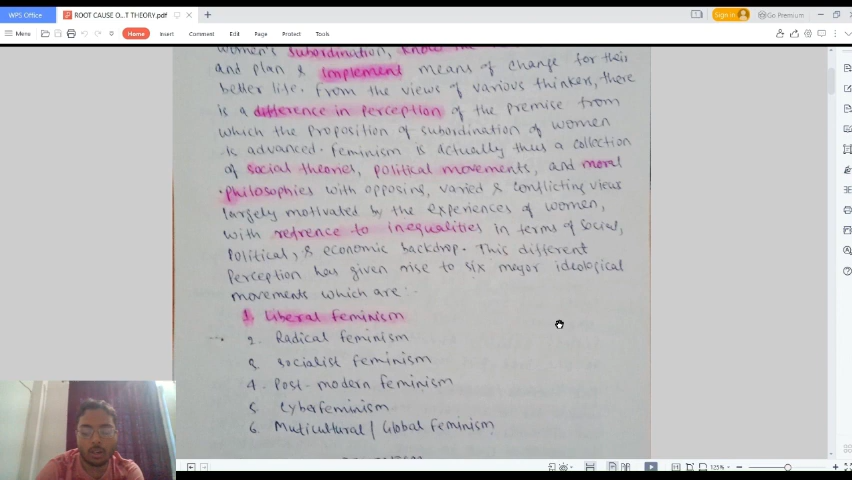 WPS Office
ROOT CAUSE O...T THEORY.pdf
Sign in
Go Premium
Menu
Home
Insert
Comment
Edit
Page
Protect
Tools
women's subordination, know the
and plan & implement means of change for their
better life. From the views of various thinkers, there
is a difference in perception of the premise from
which the proposition of subordination of women
is advanced. Feminism is actually thus a collection
of social theories, political movements, and moral
philosophies with opposing, varied & conflicting views
largely motivated by the experiences of women,
with refrence to inequalities in terms of social,
political, & economic backdrop. This different
perception has given rise to six mayor ideological
movements which are:-
1. Liberal feminism
2. Radical feminism
3. socialist feminism
4. Post-modern feminism
5. cyberfeminism
6. Multicultural / Global feminism
125%